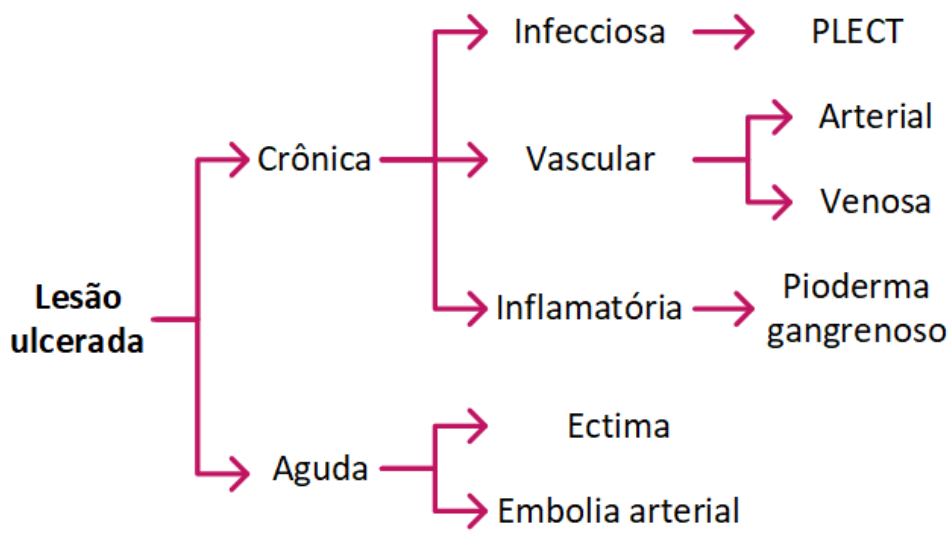 Infecciosa
PLECT
Arterial
Crônica
Vascular
Venosa
Lesão
ulcerada
Inflamatória
Pioderma
gangrenoso
Aguda
Ectima
Embolia arterial